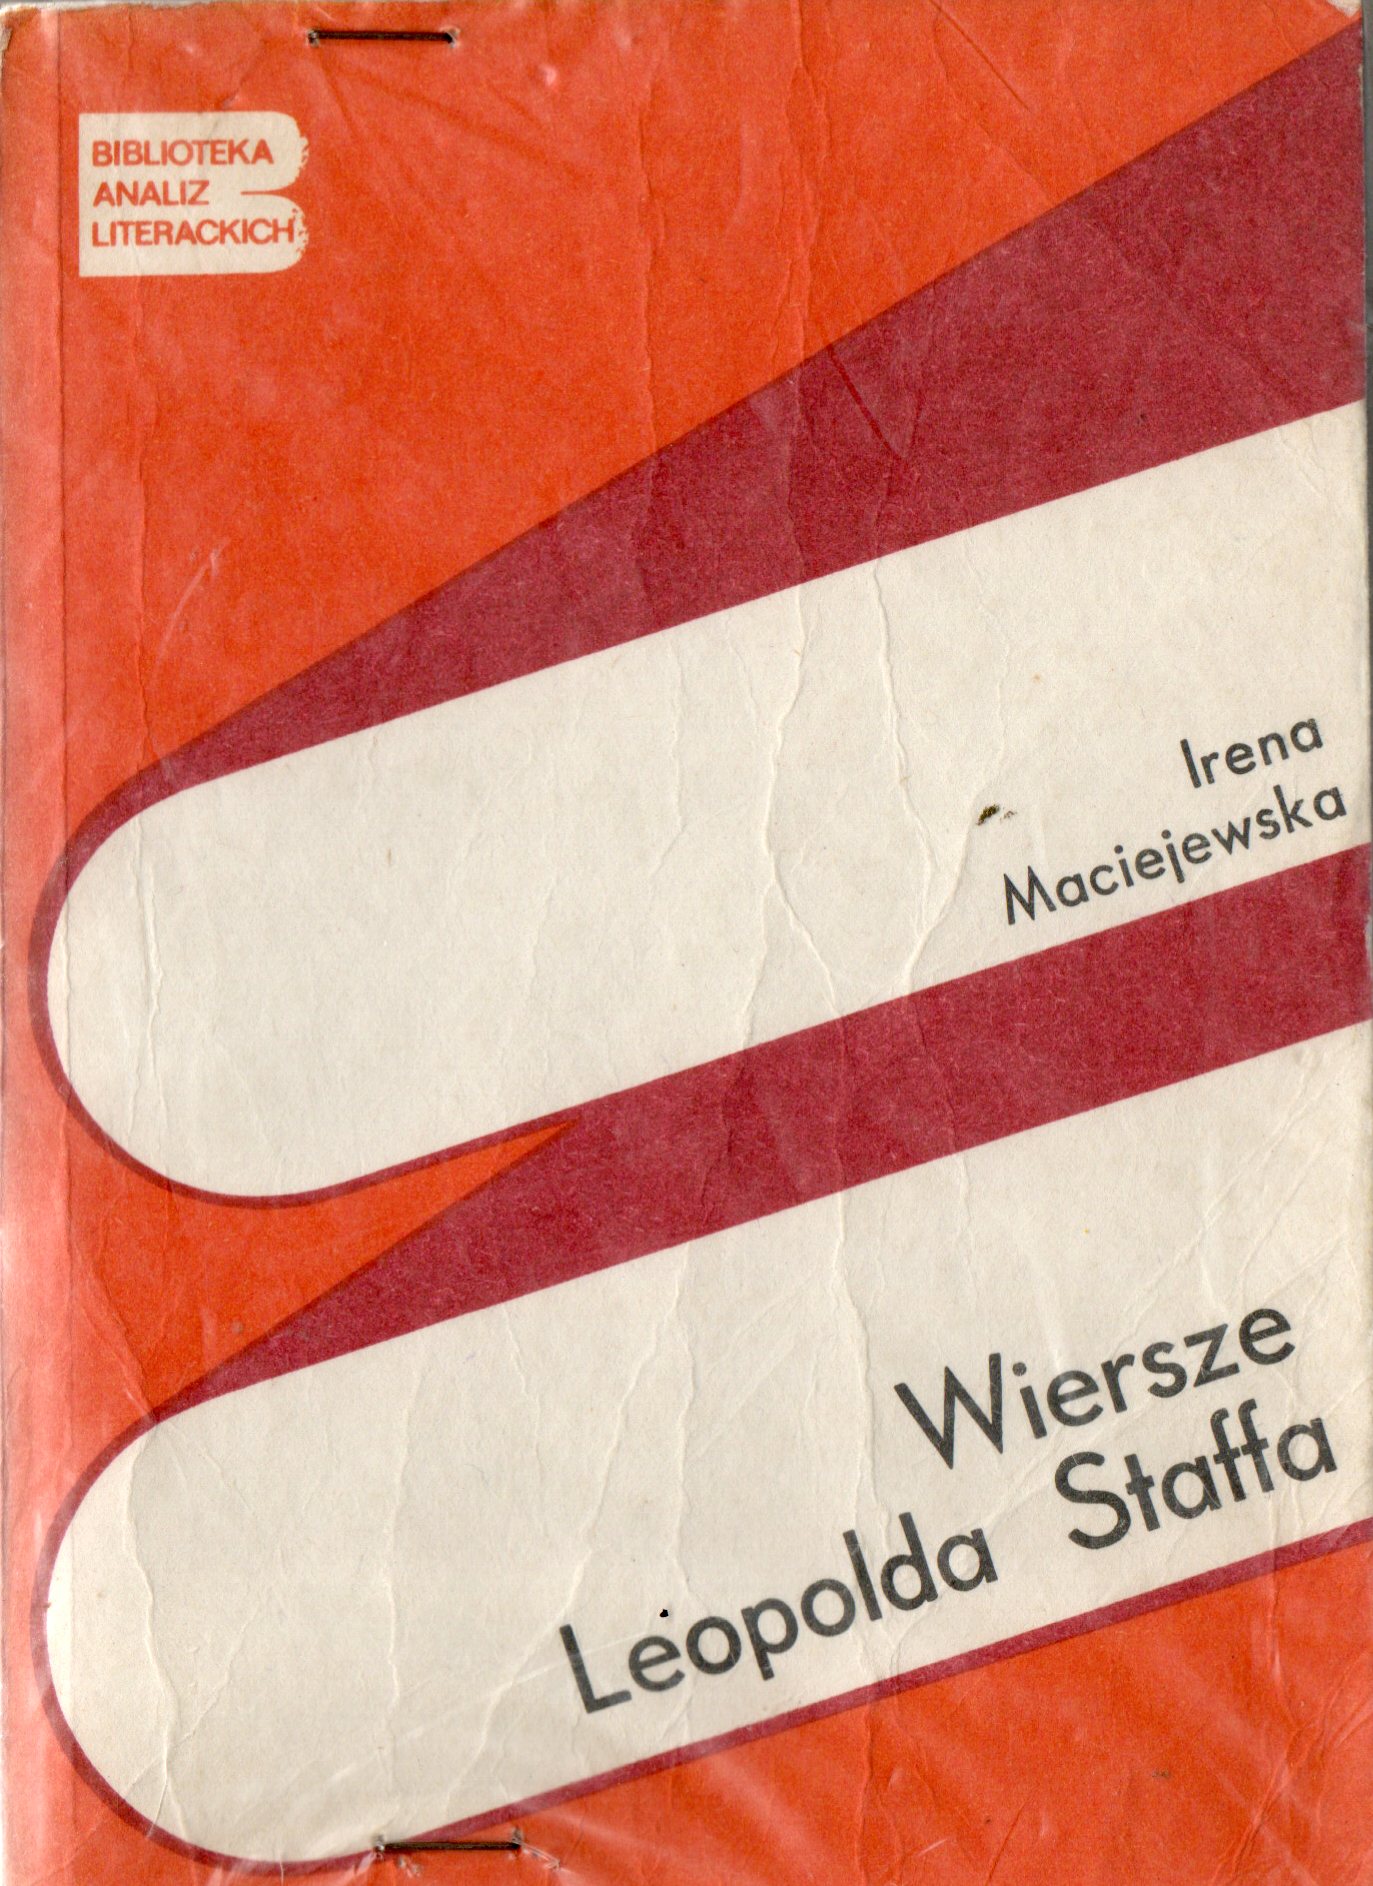 BIBLIOTEKA
ANALIZ
LITERACKICH
Irena
Maciejewska
Wiersze
Leopolda Staffa